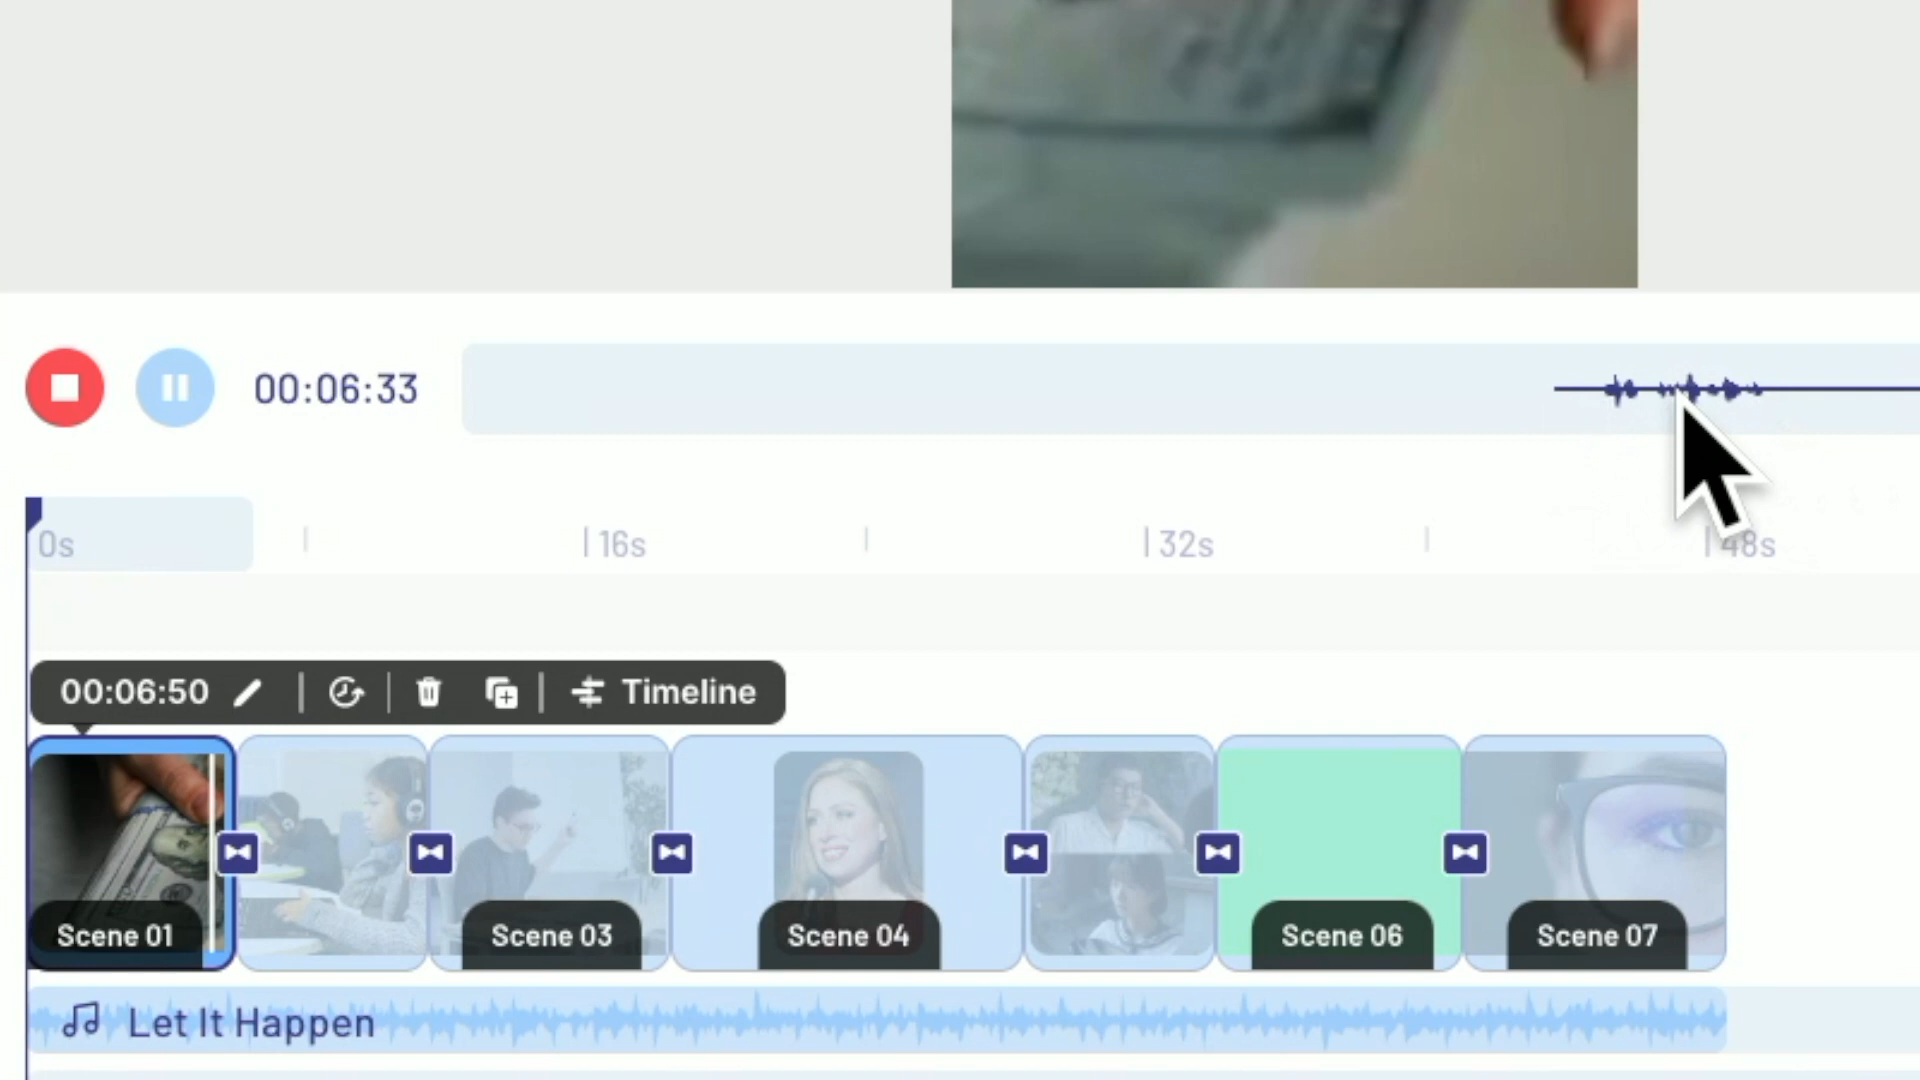 00:06:33
0s
16s
32s
48s
00:06:50
Timeline
Scene 01
Scene 03
Scene 04
Scene 06
Scene 07
Let It Happen